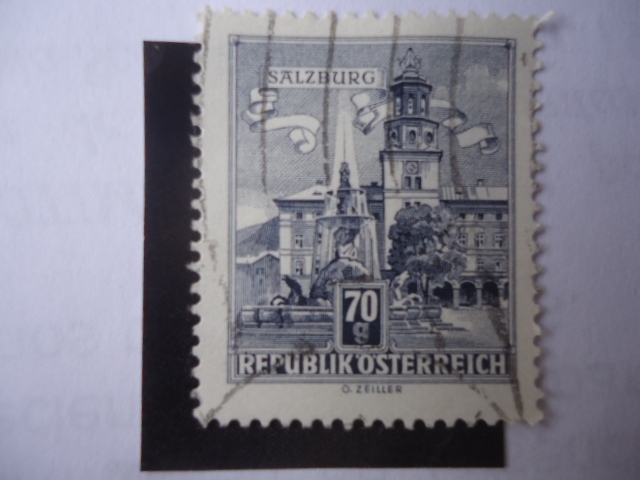 SALZBURG
70
g
REPUBLIK ÖSTERREICH
O. ZEILLER